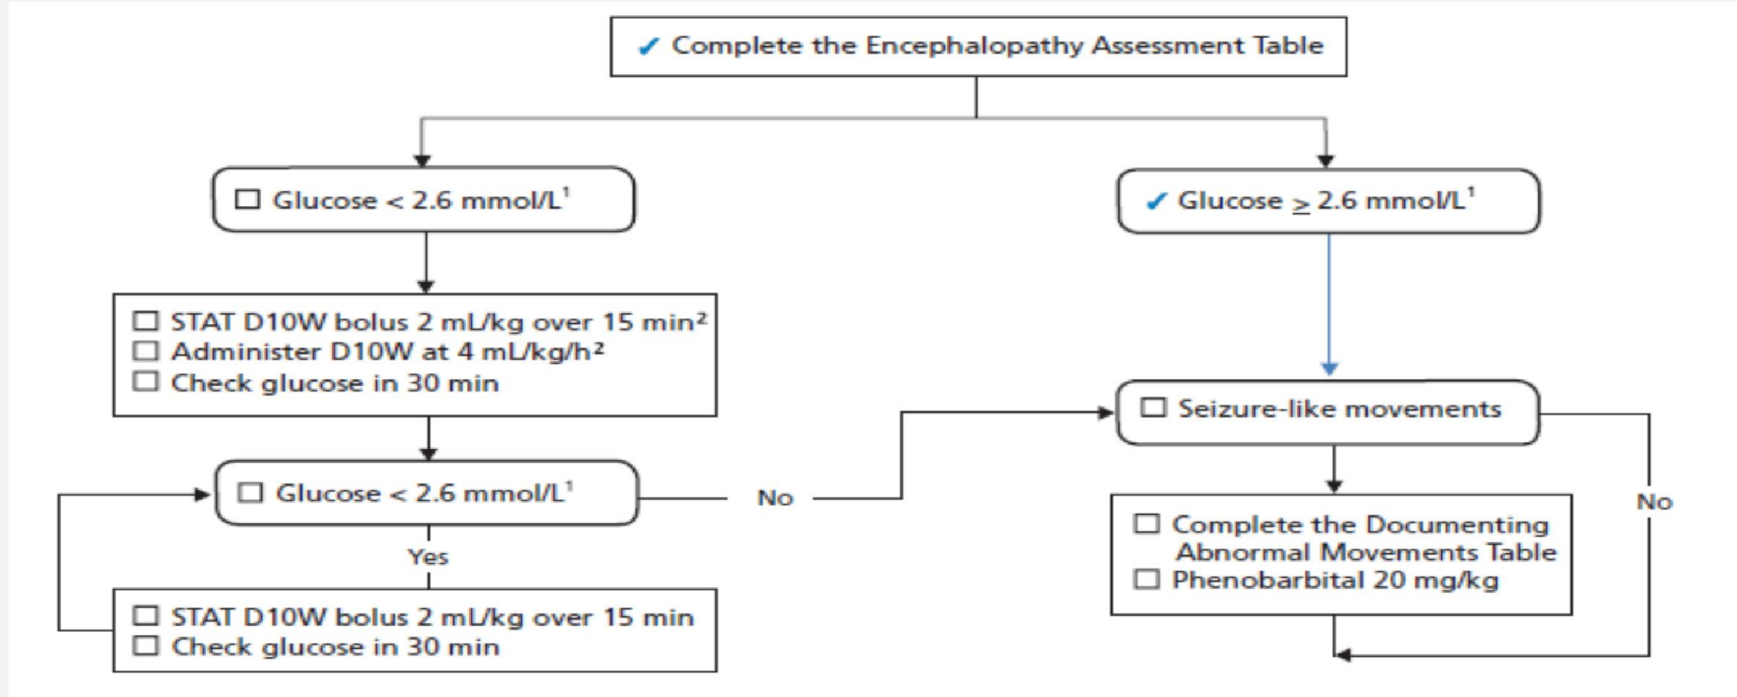 ✓ Complete the Encephalopathy Assessment Table
☐ Glucose < 2.6 mmol/L¹
✓ Glucose ≥ 2.6 mmol/L¹
☐ STAT D10W bolus 2 mL/kg over 15 min²
☐ Administer D10W at 4 mL/kg/h²
☐ Check glucose in 30 min
☐ Seizure-like movements
☐ Glucose < 2.6 mmol/L¹
No
Yes
No
☐ Complete the Documenting
Abnormal Movements Table
☐ Phenobarbital 20 mg/kg
☐ STAT D10W bolus 2 mL/kg over 15 min
☐ Check glucose in 30 min